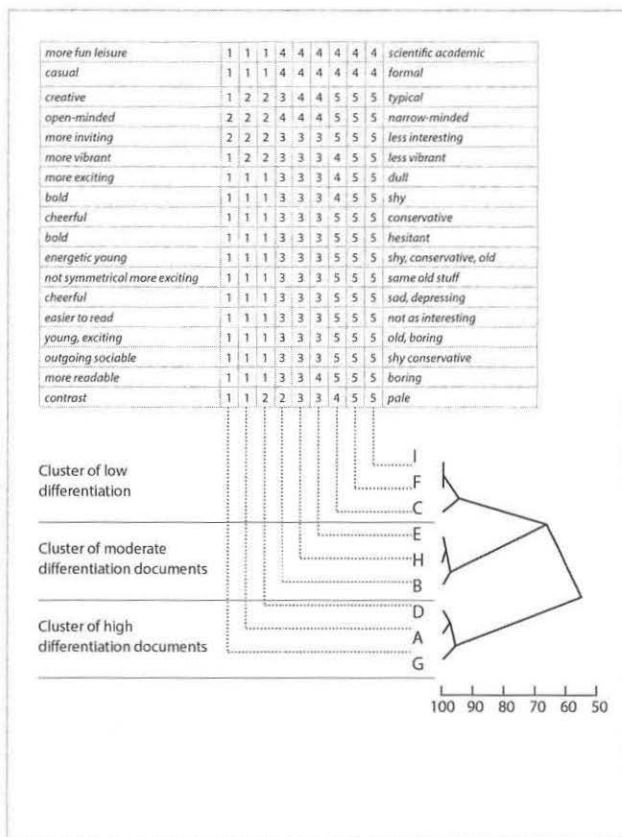 more fun leisure 1 1 1 4 4 4 4 4 4 scientific academic
casual 1 1 1 4 4 4 4 4 4 formal
creative 1 2 2 3 4 4 5 5 5 typical
open-minded 2 2 2 4 4 4 5 5 5 narrow-minded
more inviting 2 2 2 3 3 3 5 5 5 less interesting
more vibrant 1 2 2 3 3 3 4 5 5 less vibrant
more exciting 1 1 1 3 3 3 4 5 5 dull
bold 1 1 1 3 3 3 4 5 5 shy
cheerful 1 1 1 3 3 3 5 5 5 conservative
bold 1 1 1 3 3 3 5 5 5 hesitant
energetic young 1 1 1 3 3 3 5 5 5 shy, conservative, old
not symmetrical more exciting 1 1 1 3 3 3 5 5 5 same old stuff
cheerful 1 1 1 3 3 3 5 5 5 sad, depressing
easier to read 1 1 1 3 3 3 5 5 5 not as interesting
young, exciting 1 1 1 3 3 3 5 5 5 old, boring
outgoing sociable 1 1 1 3 3 3 5 5 5 shy conservative
more readable 1 1 1 3 3 4 5 5 5 boring
contrast 1 1 2 2 3 3 4 5 5 pale
I
Cluster of low
F
differentiation
C
E
Cluster of moderate
H
differentiation documents
B
D
Cluster of high
A
differentiation documents
G
100 90 80 70 60 50